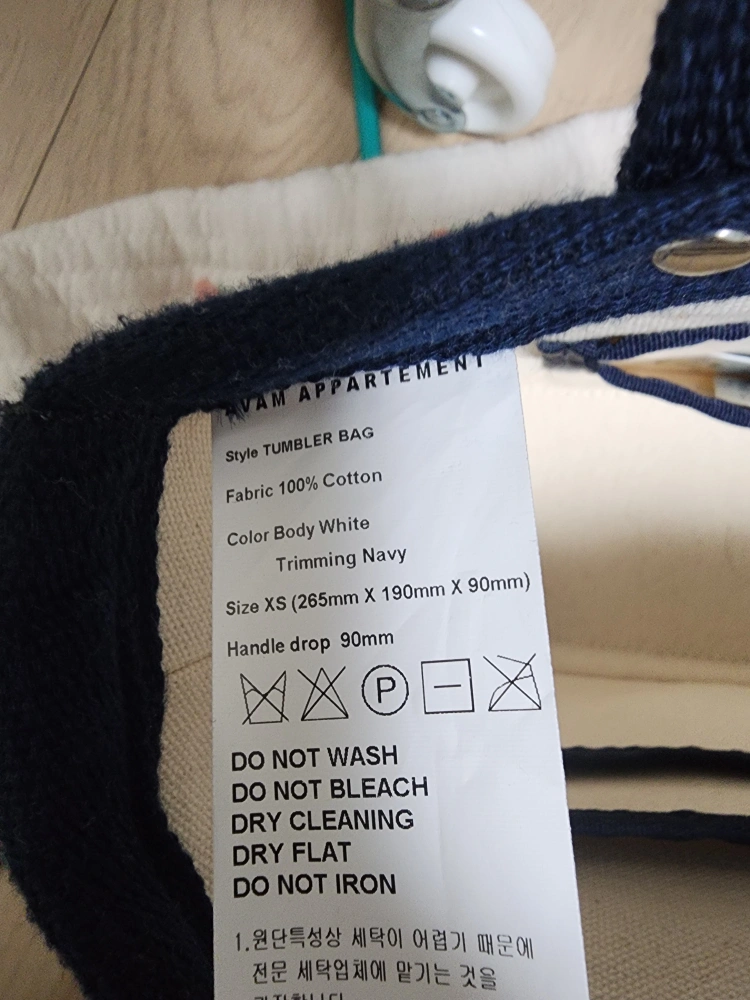 AVAM APPARTEMENT
Style TUMBLER BAG
Fabric 100% Cotton
Color Body White
Trimming Navy
Size XS (265mm X 190mm X 90mm)
Handle drop 90mm
P
DO NOT WASH
DO NOT BLEACH
DRY CLEANING
DRY FLAT
DO NOT IRON
1.원단특성상 세탁이 어렵기 때문에
전문 세탁업체에 맡기는 것을